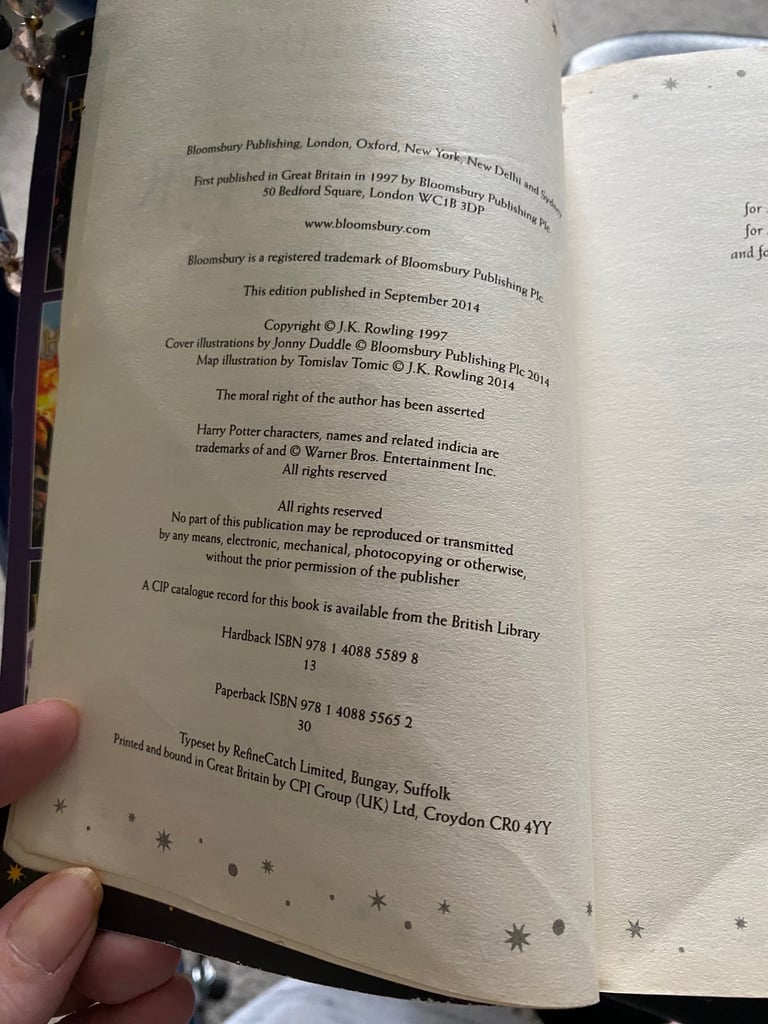 Bloomsbury Publishing, London, Oxford, New York, New Delhi and Sydney
First published in Great Britain in 1997 by Bloomsbury Publishing Plc
50 Bedford Square, London WC1B 3DP
www.bloomsbury.com
Bloomsbury is a registered trademark of Bloomsbury Publishing Plc
This edition published in September 2014
Copyright © J.K. Rowling 1997
Cover illustrations by Jonny Duddle © Bloomsbury Publishing Plc 2014
Map illustration by Tomislav Tomic © J.K. Rowling 2014
The moral right of the author has been asserted
Harry Potter characters, names and related indicia are
trademarks of and © Warner Bros. Entertainment Inc.
All rights reserved
All rights reserved
No part of this publication may be reproduced or transmitted
by any means, electronic, mechanical, photocopying or otherwise,
without the prior permission of the publisher
A CIP catalogue record for this book is available from the British Library
Hardback ISBN 978 1 4088 5589 8
13
Paperback ISBN 978 1 4088 5565 2
30
Typeset by RefineCatch Limited, Bungay, Suffolk
Printed and bound in Great Britain by CPI Group (UK) Ltd, Croydon CR0 4YY
for
for
and